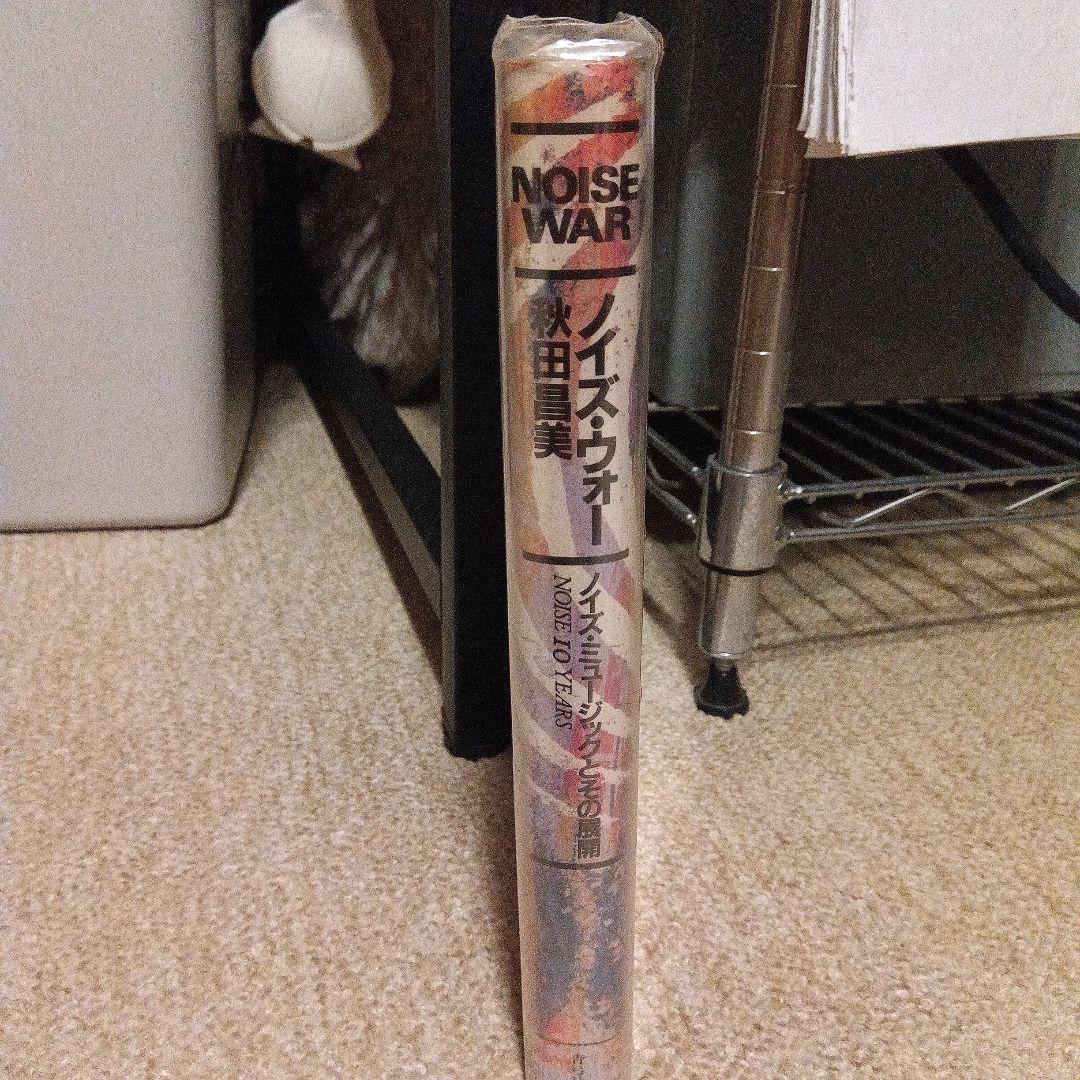 NOISE
WAR
ノイズ・ウォー
秋田昌美
ノイズ・ミュージックとその展開
NOISE 10 YEARS